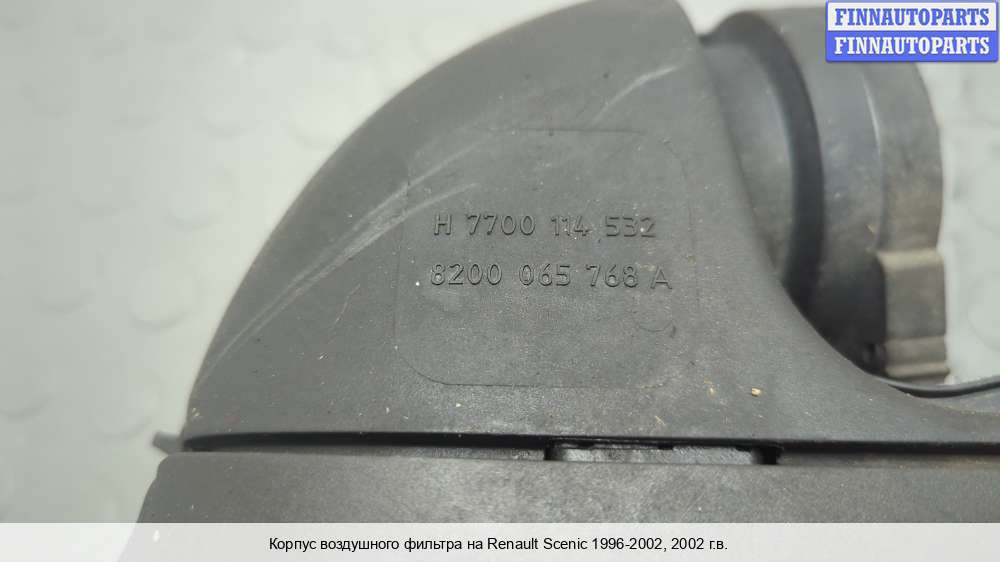 FINNAUTOPARTS
FINNAUTOPARTS
H 7700 114 532
8200 065 768 A
Корпус воздушного фильтра на Renault Scenic 1996-2002, 2002 г.в.